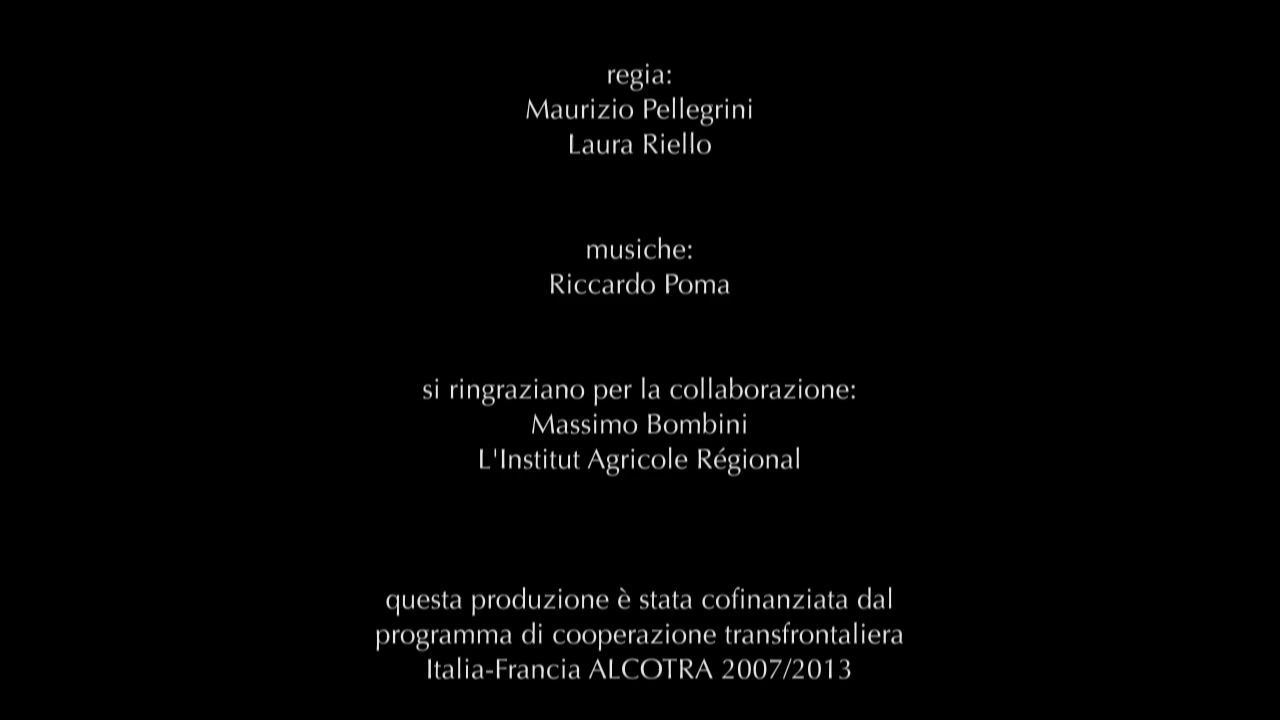 regia:
Maurizio Pellegrini
Laura Riello
musiche:
Riccardo Poma
si ringraziano per la collaborazione:
Massimo Bombini
L'Institut Agricole Régional
questa produzione è stata cofinanziata dal
programma di cooperazione transfrontaliera
Italia-Francia ALCOTRA 2007/2013